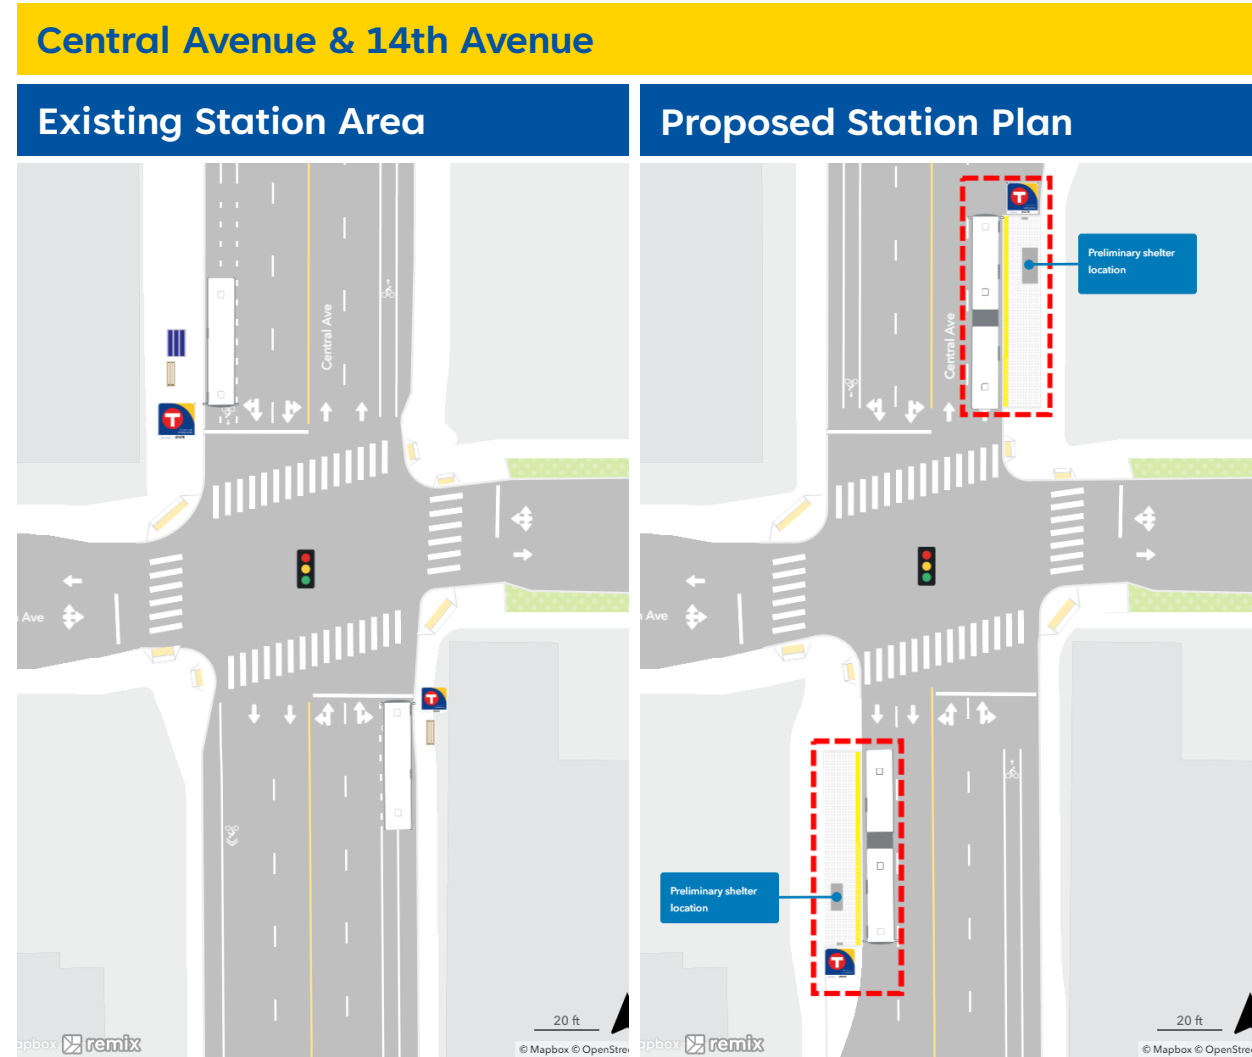 Central Avenue & 14th Avenue
Existing Station Area
Proposed Station Plan
Central Ave
T
Ave
T
20 ft
remix
© Mapbox © OpenStre
T
Preliminary shelter
location
Central Ave
Ave
Preliminary shelter
location
T
20 ft
mapbox
remix
© Mapbox © OpenStre